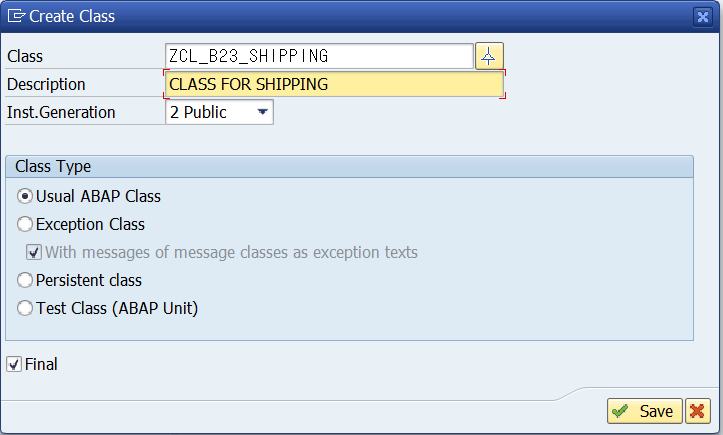 Create Class
Class ZCL_B23_SHIPPING
Description CLASS FOR SHIPPING
Inst.Generation 2 Public
Class Type
Usual ABAP Class
Exception Class
With messages of message classes as exception texts
Persistent class
Test Class (ABAP Unit)
Final
Save